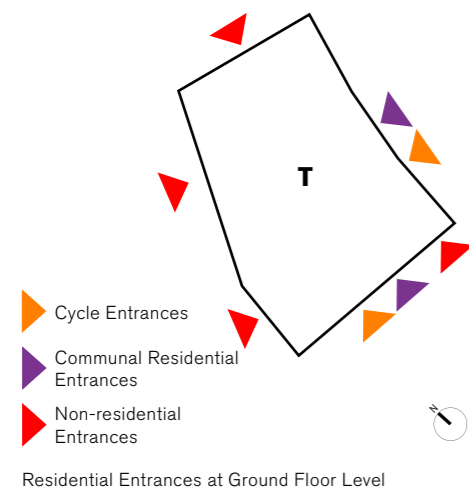 T
Cycle Entrances
Communal Residential
Entrances
Non-residential
Entrances
N
Residential Entrances at Ground Floor Level